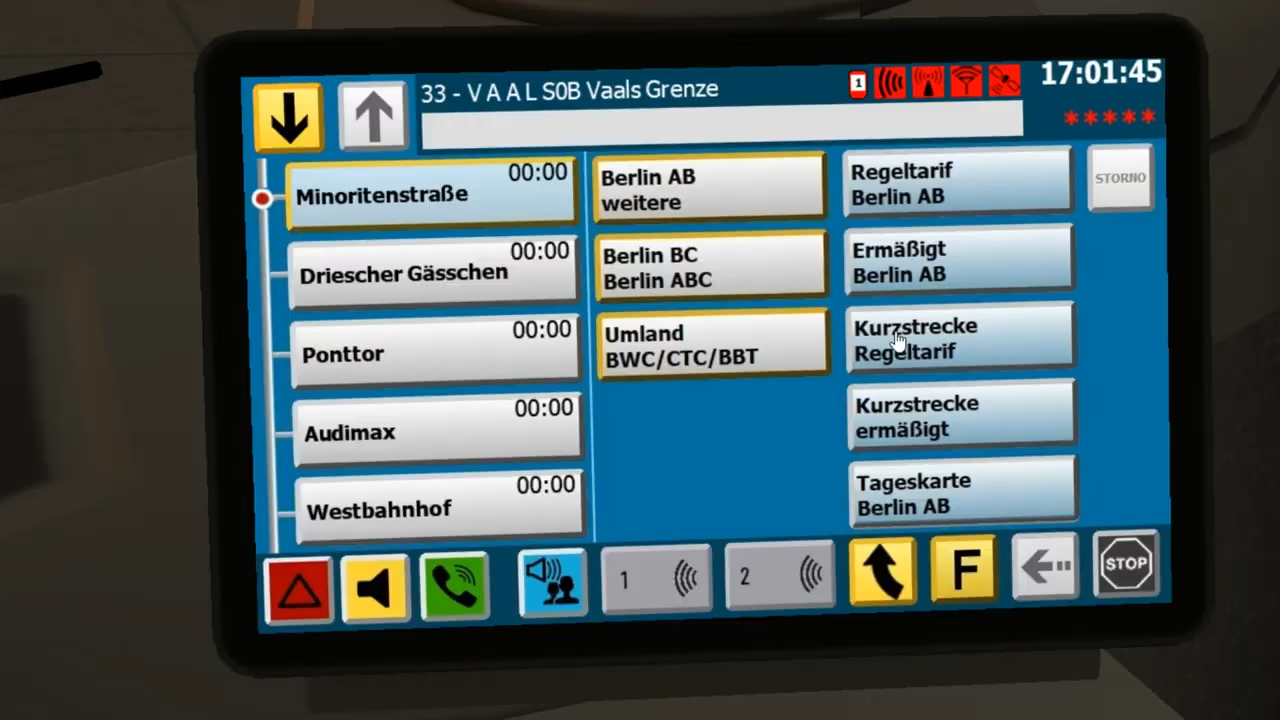 33 - V A A L S0B Vaals Grenze
1
17:01:45
*****
Minoritenstraße
00:00
Driescher Gässchen
00:00
Ponttor
00:00
Audimax
00:00
Westbahnhof
00:00
Berlin AB
weitere
Berlin BC
Berlin ABC
Umland
BWC/CTC/BBT
Regeltarif
Berlin AB
Ermäßigt
Berlin AB
Kurzstrecke
Regeltarif
Kurzstrecke
ermäßigt
Tageskarte
Berlin AB
STORNO
1
2
F
STOP